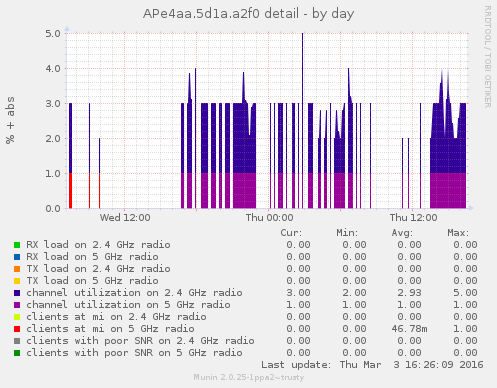 APe4aa.5d1a.a2f0 detail - by day
RRDTOOL / TOBI OETIKER
% + abs
5.0
4.0
3.0
2.0
1.0
0.0
Wed 12:00 Thu 00:00 Thu 12:00
Cur: Min: Avg: Max:
RX load on 2.4 GHz radio 0.00 0.00 0.00 0.00
RX load on 5 GHz radio 0.00 0.00 0.00 0.00
TX load on 2.4 GHz radio 0.00 0.00 0.00 0.00
TX load on 5 GHz radio 0.00 0.00 0.00 0.00
channel utilization on 2.4 GHz radio 3.00 2.00 2.93 5.00
channel utilization on 5 GHz radio 1.00 1.00 1.00 1.00
clients at mi on 2.4 GHz radio 0.00 0.00 0.00 0.00
clients at mi on 5 GHz radio 0.00 0.00 46.78m 1.00
clients with poor SNR on 2.4 GHz radio 0.00 0.00 0.00 0.00
clients with poor SNR on 5 GHz radio 0.00 0.00 0.00 0.00
Last update: Thu Mar 3 16:26:09 2016
Munin 2.0.25-1ppa2~trusty